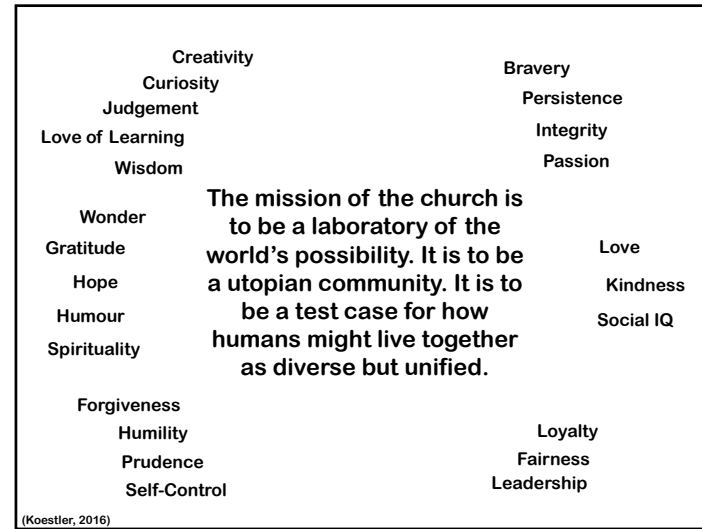 Creativity
Curiosity
Judgement
Love of Learning
Wisdom
Bravery
Persistence
Integrity
Passion
Wonder
Gratitude
Hope
Humour
Spirituality
The mission of the church is
to be a laboratory of the
world's possibility. It is to be
a utopian community. It is to
be a test case for how
humans might live together
as diverse but unified.
Love
Kindness
Social IQ
Forgiveness
Humility
Prudence
Self-Control
Loyalty
Fairness
Leadership
(Koestler, 2016)